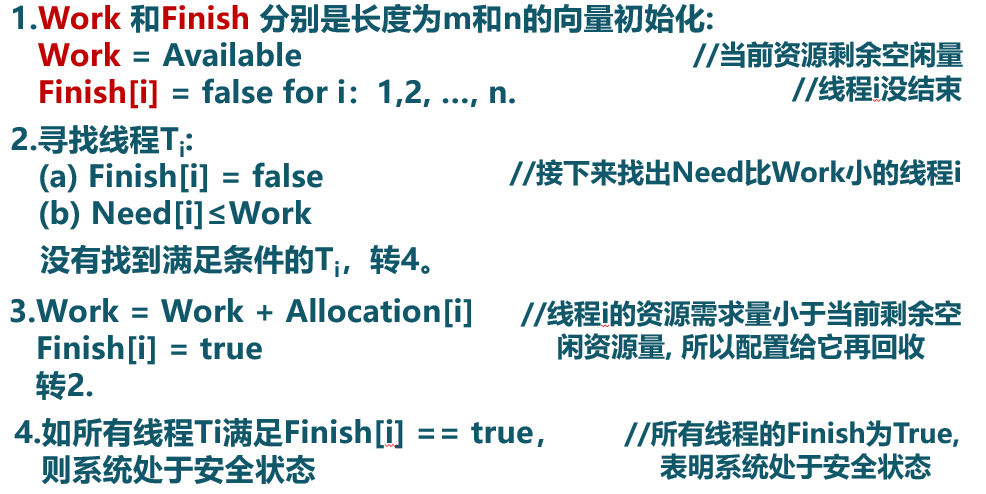 1.Work 和Finish 分别是长度为m和n的向量初始化:
Work = Available //当前资源剩余空闲量
Finish[i] = false for i：1,2, …, n. //线程i没结束
2.寻找线程Ti:
(a) Finish[i] = false //接下来找出Need比Work小的线程i
(b) Need[i]≤Work
没有找到满足条件的Ti，转4。
3.Work = Work + Allocation[i] //线程i的资源需求量小于当前剩余空
Finish[i] = true 闲资源量, 所以配置给它再回收
转2.
4.如所有线程Ti满足Finish[i] == true， //所有线程的Finish为True,
则系统处于安全状态 表明系统处于安全状态